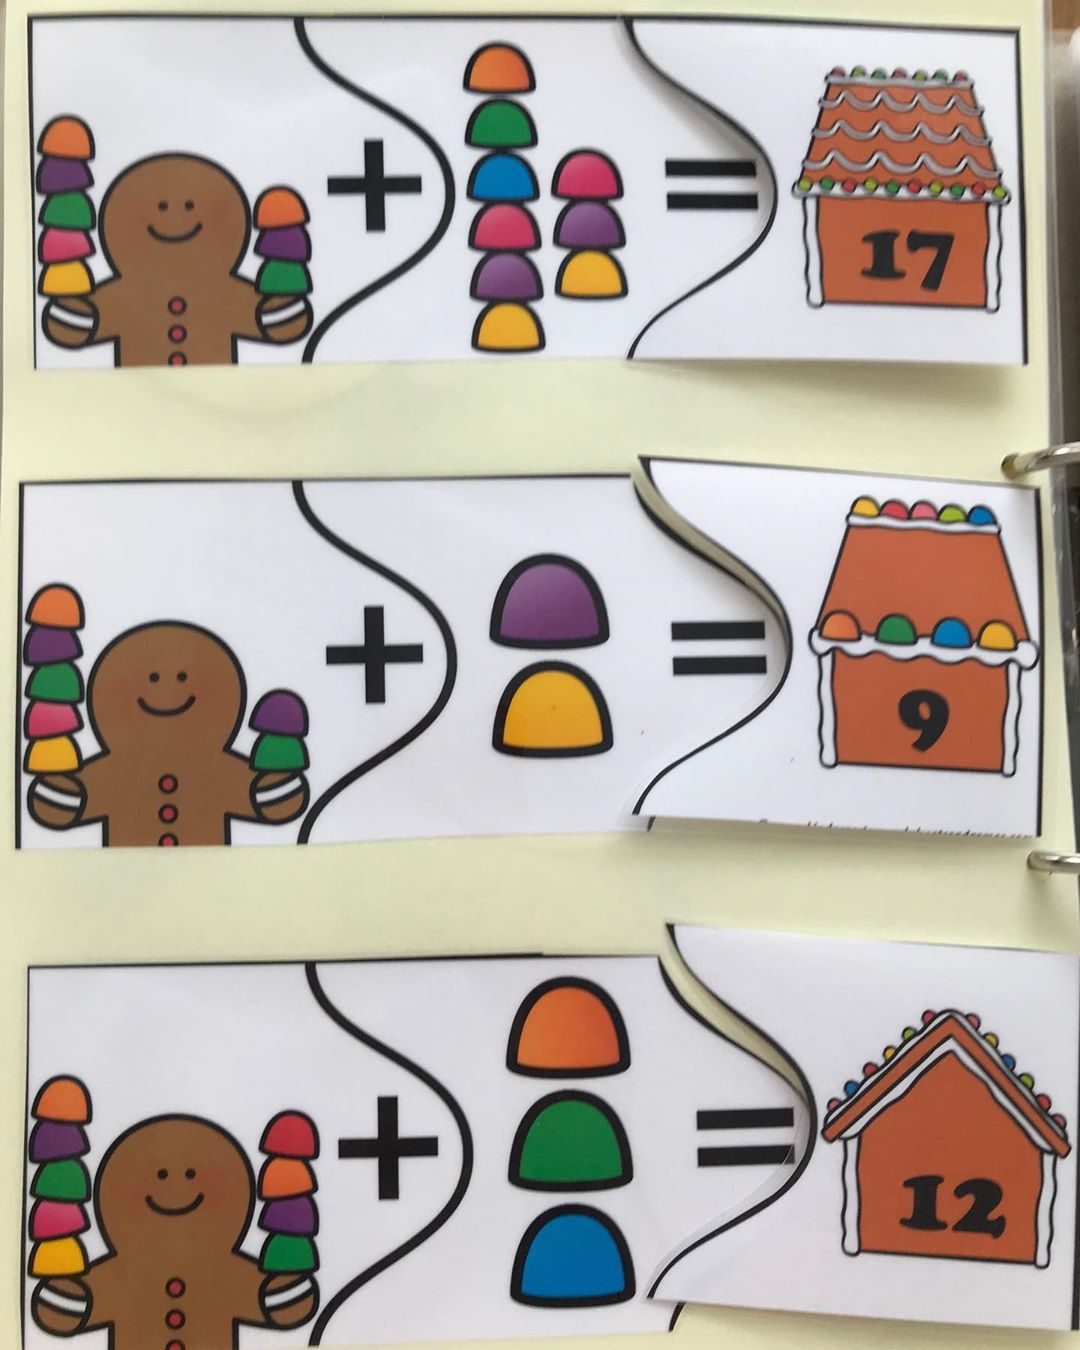 + = 17
+ = 9
+ = 12